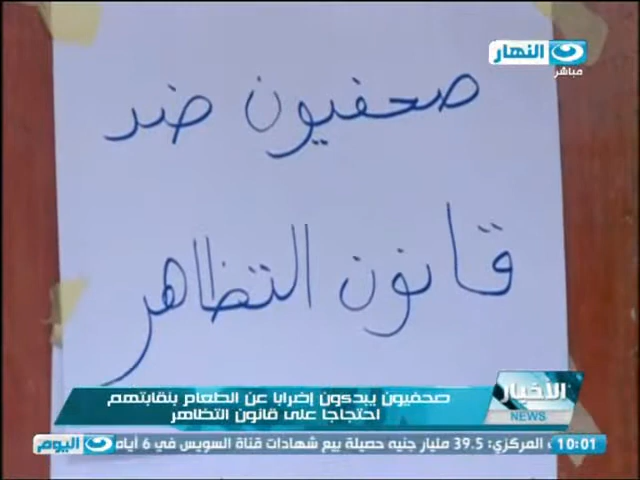 النهار
مباشر
صحفيون ضد
قانون التظاهر
صحفيون يبدءون إضرابا عن الطعام بنقابتهم
احتجاجا على قانون التظاهر
الأخبار
NEWS
المركزي: 39.5 مليار جنيه حصيلة بيع شهادات قناة السويس في 6 أيام
النهار اليوم
10:01